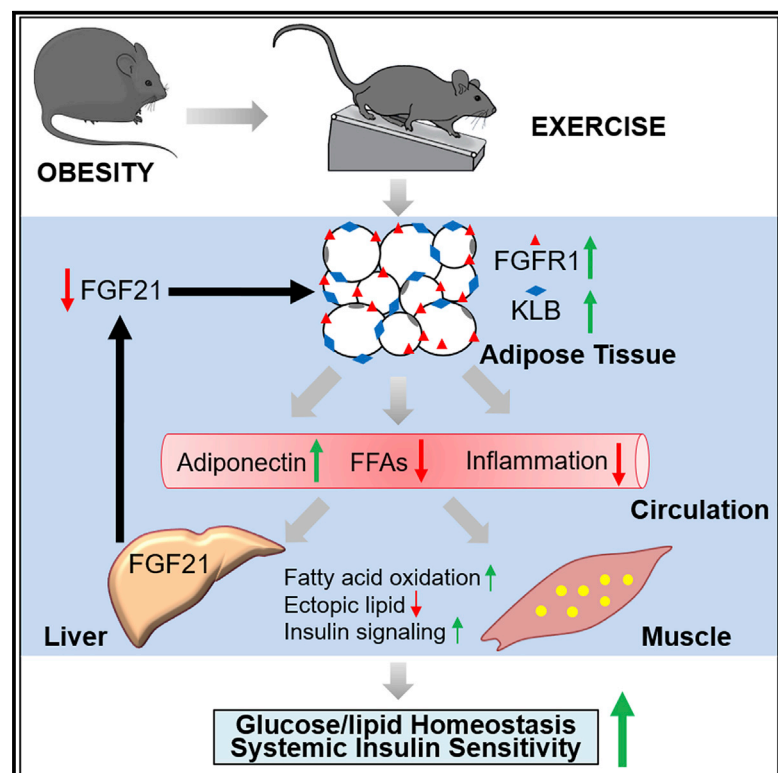 OBESITY
EXERCISE
FGF21
FGFR1
KLB
Adipose Tissue
Adiponectin
FFAs
Inflammation
Circulation
FGF21
Liver
Fatty acid oxidation
Ectopic lipid
Insulin signaling
Muscle
Glucose/lipid Homeostasis
Systemic Insulin Sensitivity